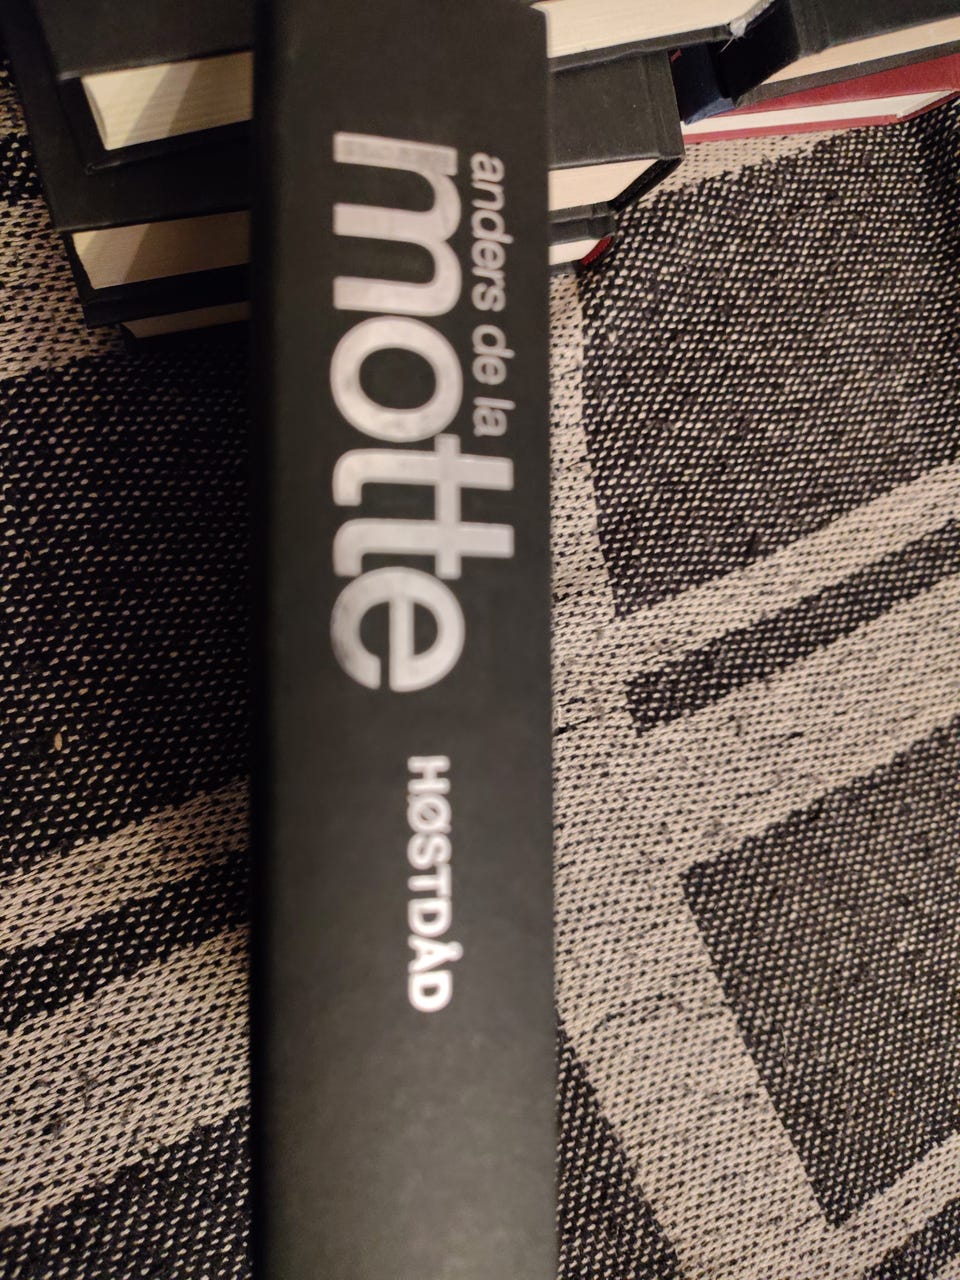 anders de la
motte
HØSTDÅD